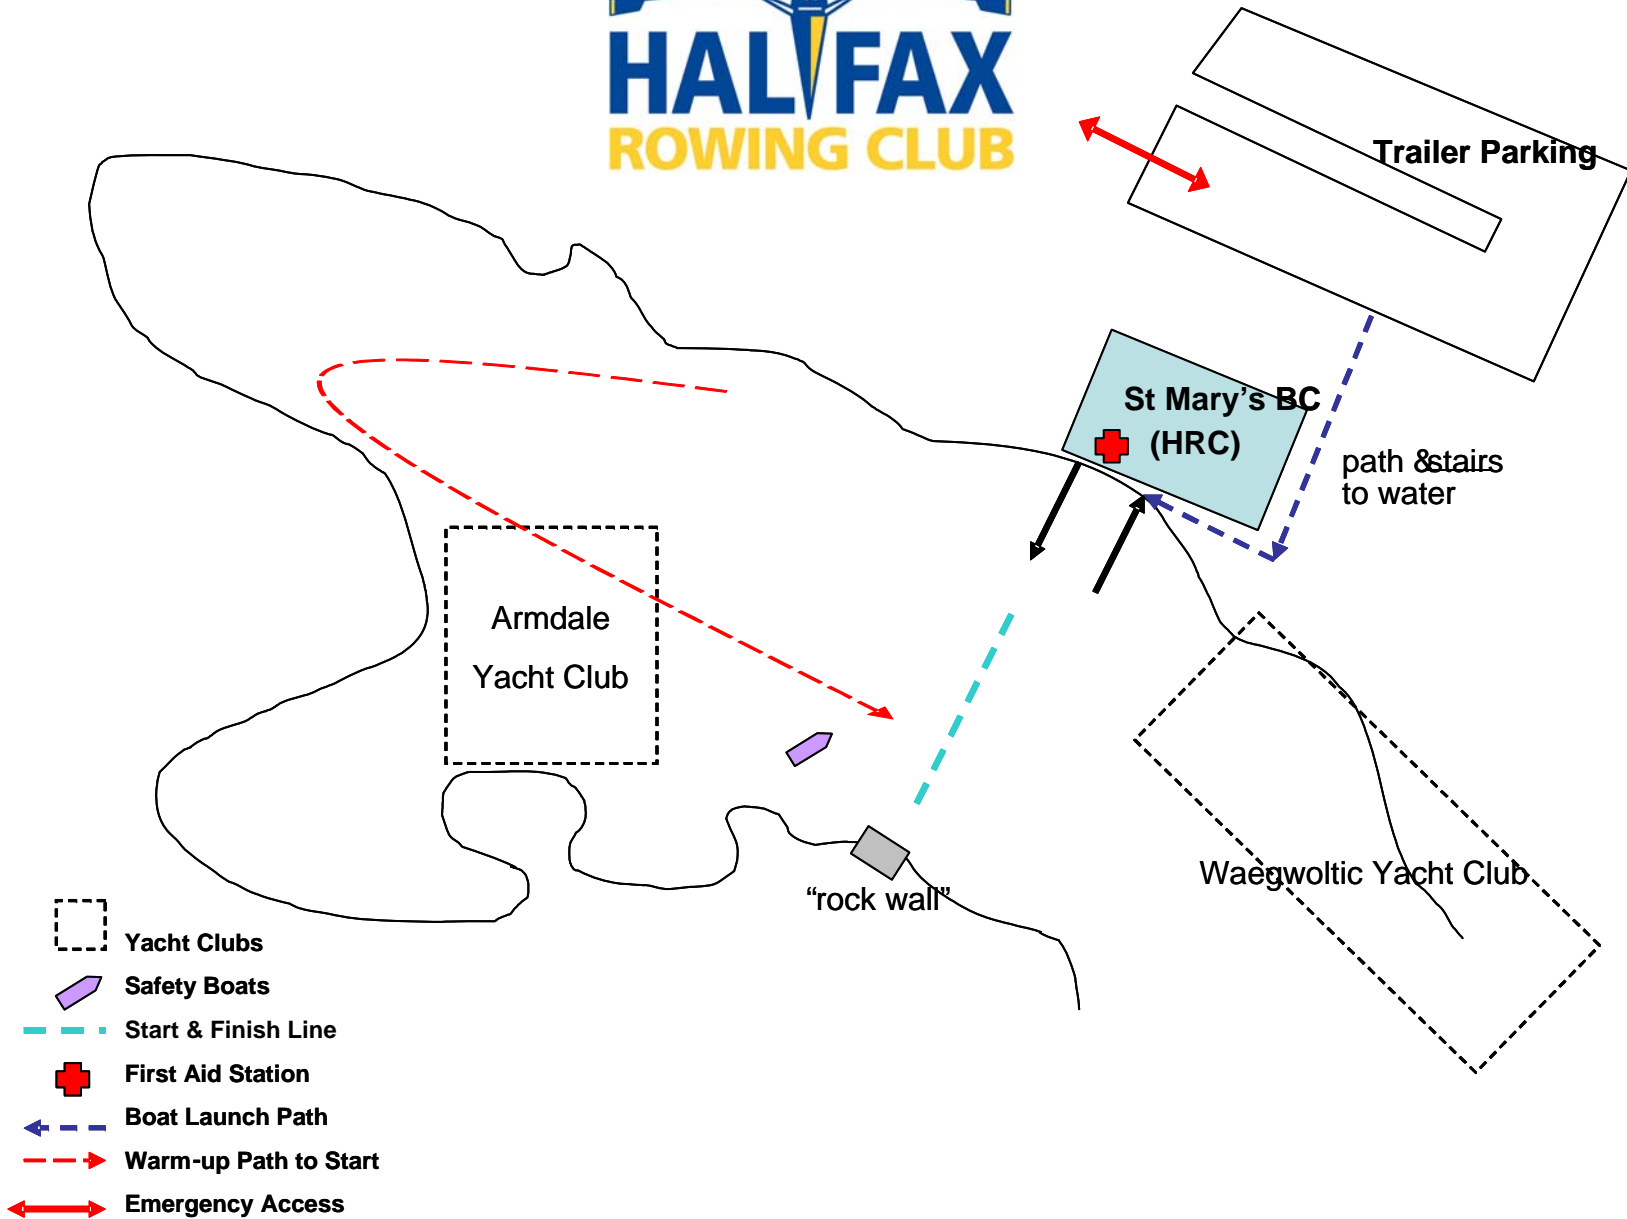 HALIFAX
ROWING CLUB
Trailer Parking
St Mary's BC
(HRC)
path & stairs
to water
Armdale
Yacht Club
Waegwoltic Yacht Club
“rock wall”
Yacht Clubs
Safety Boats
Start & Finish Line
First Aid Station
Boat Launch Path
Warm-up Path to Start
Emergency Access